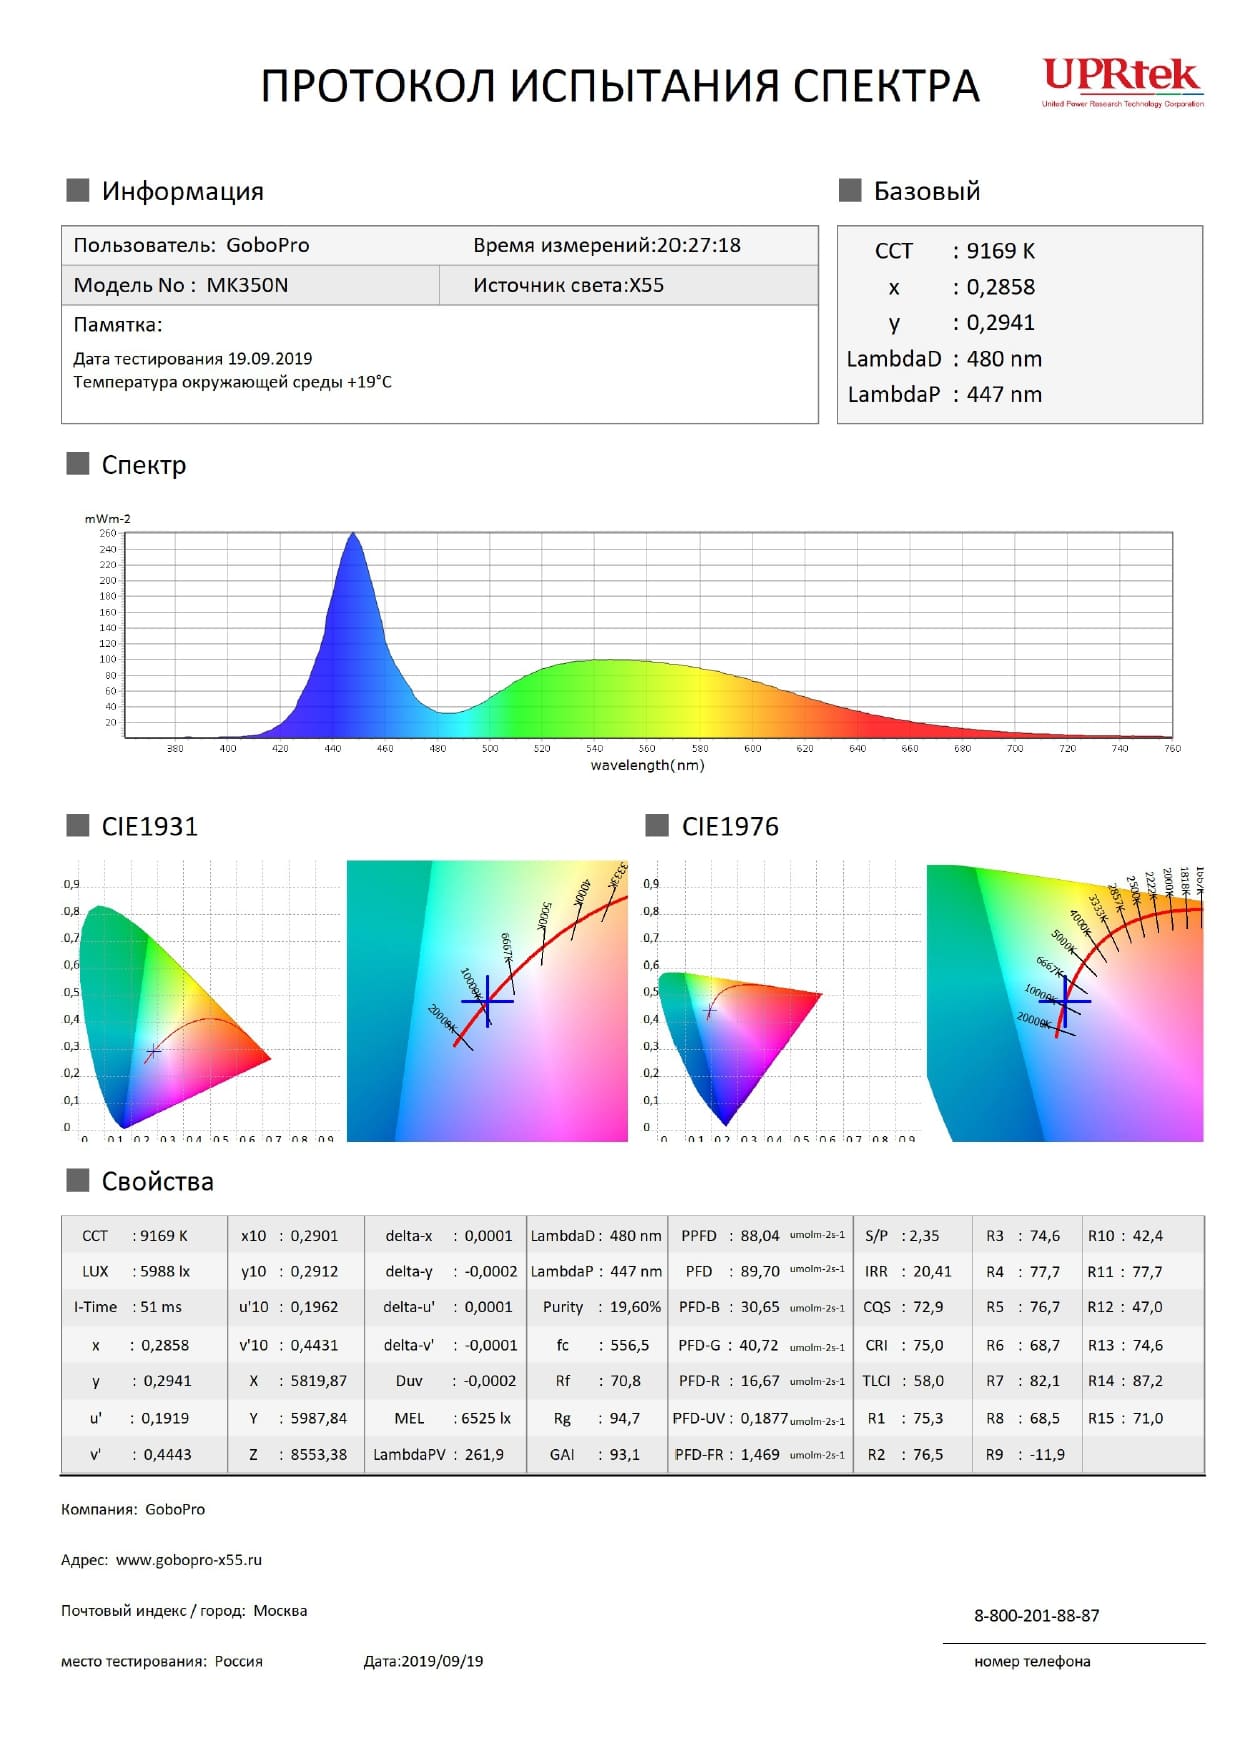 ПРОТОКОЛ ИСПЫТАНИЯ СПЕКТРА
UPRtek
United Power Research Technology Corporation
Информация
Пользователь: GoboPro Время измерений:20:27:18
Модель No : MK350N Источник света:X55
Памятка:
Дата тестирования 19.09.2019
Температура окружающей среды +19°C
Базовый
CCT : 9169 K
x : 0,2858
y : 0,2941
LambdaD : 480 nm
LambdaP : 447 nm
Спектр
mWm-2
260
240
220
200
180
160
140
120
100
80
60
40
20
380 400 420 440 460 480 500 520 540 560 580 600 620 640 660 680 700 720 740 760
wavelength(nm)
CIE1931
0,9
0,8
0,7
0,6
0,5
0,4
0,3
0,2
0,1
0
0 0,1 0,2 0,3 0,4 0,5 0,6 0,7 0,8 0,9
20000K 10000K 6667K 5000K 4000K 3333K
CIE1976
0,9
0,8
0,7
0,6
0,5
0,4
0,3
0,2
0,1
0
0 0,1 0,2 0,3 0,4 0,5 0,6 0,7 0,8 0,9
20000K 10000K 6667K 5000K 4000K 3333K 2857K 2500K 2222K 2000K 1818K 1667K
Свойства
CCT : 9169 K x10 : 0,2901 delta-x : 0,0001 LambdaD : 480 nm PPFD : 88,04 umolm-2s-1 S/P : 2,35 R3 : 74,6 R10 : 42,4
LUX : 5988 lx y10 : 0,2912 delta-y : -0,0002 LambdaP : 447 nm PFD : 89,70 umolm-2s-1 IRR : 20,41 R4 : 77,7 R11 : 77,7
I-Time : 51 ms u'10 : 0,1962 delta-u' : 0,0001 Purity : 19,60% PFD-B : 30,65 umolm-2s-1 CQS : 72,9 R5 : 76,7 R12 : 47,0
x : 0,2858 v'10 : 0,4431 delta-v' : -0,0001 fc : 556,5 PFD-G : 40,72 umolm-2s-1 CRI : 75,0 R6 : 68,7 R13 : 74,6
y : 0,2941 X : 5819,87 Duv : -0,0002 Rf : 70,8 PFD-R : 16,67 umolm-2s-1 TLCI : 58,0 R7 : 82,1 R14 : 87,2
u' : 0,1919 Y : 5987,84 MEL : 6525 lx Rg : 94,7 PFD-UV : 0,1877 umolm-2s-1 R1 : 75,3 R8 : 68,5 R15 : 71,0
v' : 0,4443 Z : 8553,38 LambdaPV : 261,9 GAI : 93,1 PFD-FR : 1,469 umolm-2s-1 R2 : 76,5 R9 : -11,9
Компания: GoboPro
Адрес: www.gobopro-x55.ru
Почтовый индекс / город: Москва
8-800-201-88-87
место тестирования: Россия Дата:2019/09/19
номер телефона